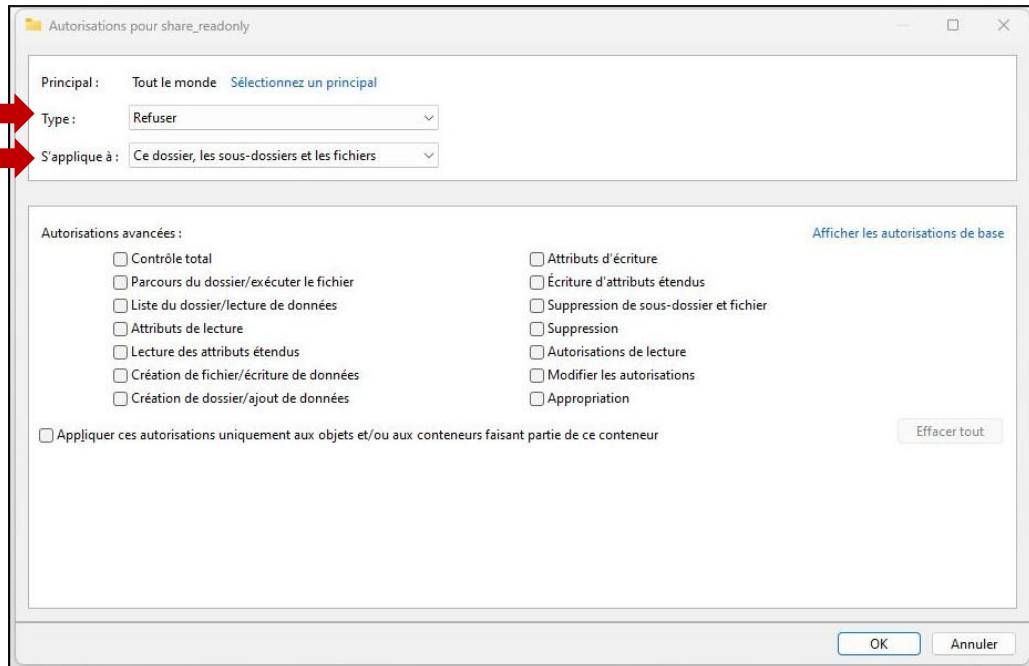 Autorisations pour share_readonly
Principal : Tout le monde Sélectionnez un principal
Type : Refuser
S'applique à : Ce dossier, les sous-dossiers et les fichiers
Autorisations avancées : Afficher les autorisations de base
Contrôle total Attributs d'écriture
Parcours du dossier/exécuter le fichier Écriture d'attributs étendus
Liste du dossier/lecture de données Suppression de sous-dossier et fichier
Attributs de lecture Suppression
Lecture des attributs étendus Autorisations de lecture
Création de fichier/écriture de données Modifier les autorisations
Création de dossier/ajout de données Appropriation
Appliquer ces autorisations uniquement aux objets et/ou aux conteneurs faisant partie de ce conteneur Effacer tout
OK Annuler